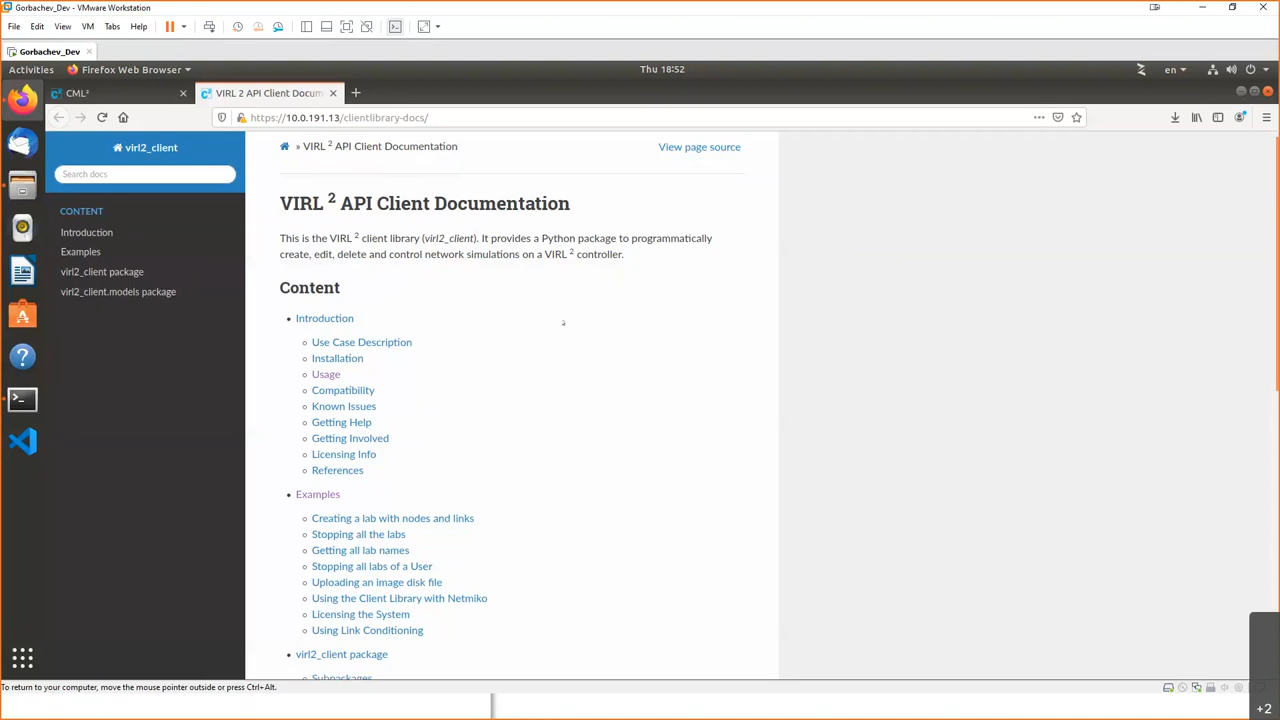 Gorbachev_Dev - VMware Workstation
File Edit View VM Tabs Help
Gorbachev_Dev
Activities Firefox Web Browser Thu 18:52 en
CML² VIRL 2 API Client Docum
https://10.0.191.13/clientlibrary-docs/
virl2_client
Search docs
CONTENT
Introduction
Examples
virl2_client package
virl2_client.models package
» VIRL 2 API Client Documentation View page source
VIRL 2 API Client Documentation
This is the VIRL 2 client library (virl2_client). It provides a Python package to programmatically
create, edit, delete and control network simulations on a VIRL 2 controller.
Content
Introduction
Use Case Description
Installation
Usage
Compatibility
Known Issues
Getting Help
Getting Involved
Licensing Info
References
Examples
Creating a lab with nodes and links
Stopping all the labs
Getting all lab names
Stopping all labs of a User
Uploading an image disk file
Using the Client Library with Netmiko
Licensing the System
Using Link Conditioning
virl2_client package
Subpackages
To return to your computer, move the mouse pointer outside or press Ctrl+Alt.
+2